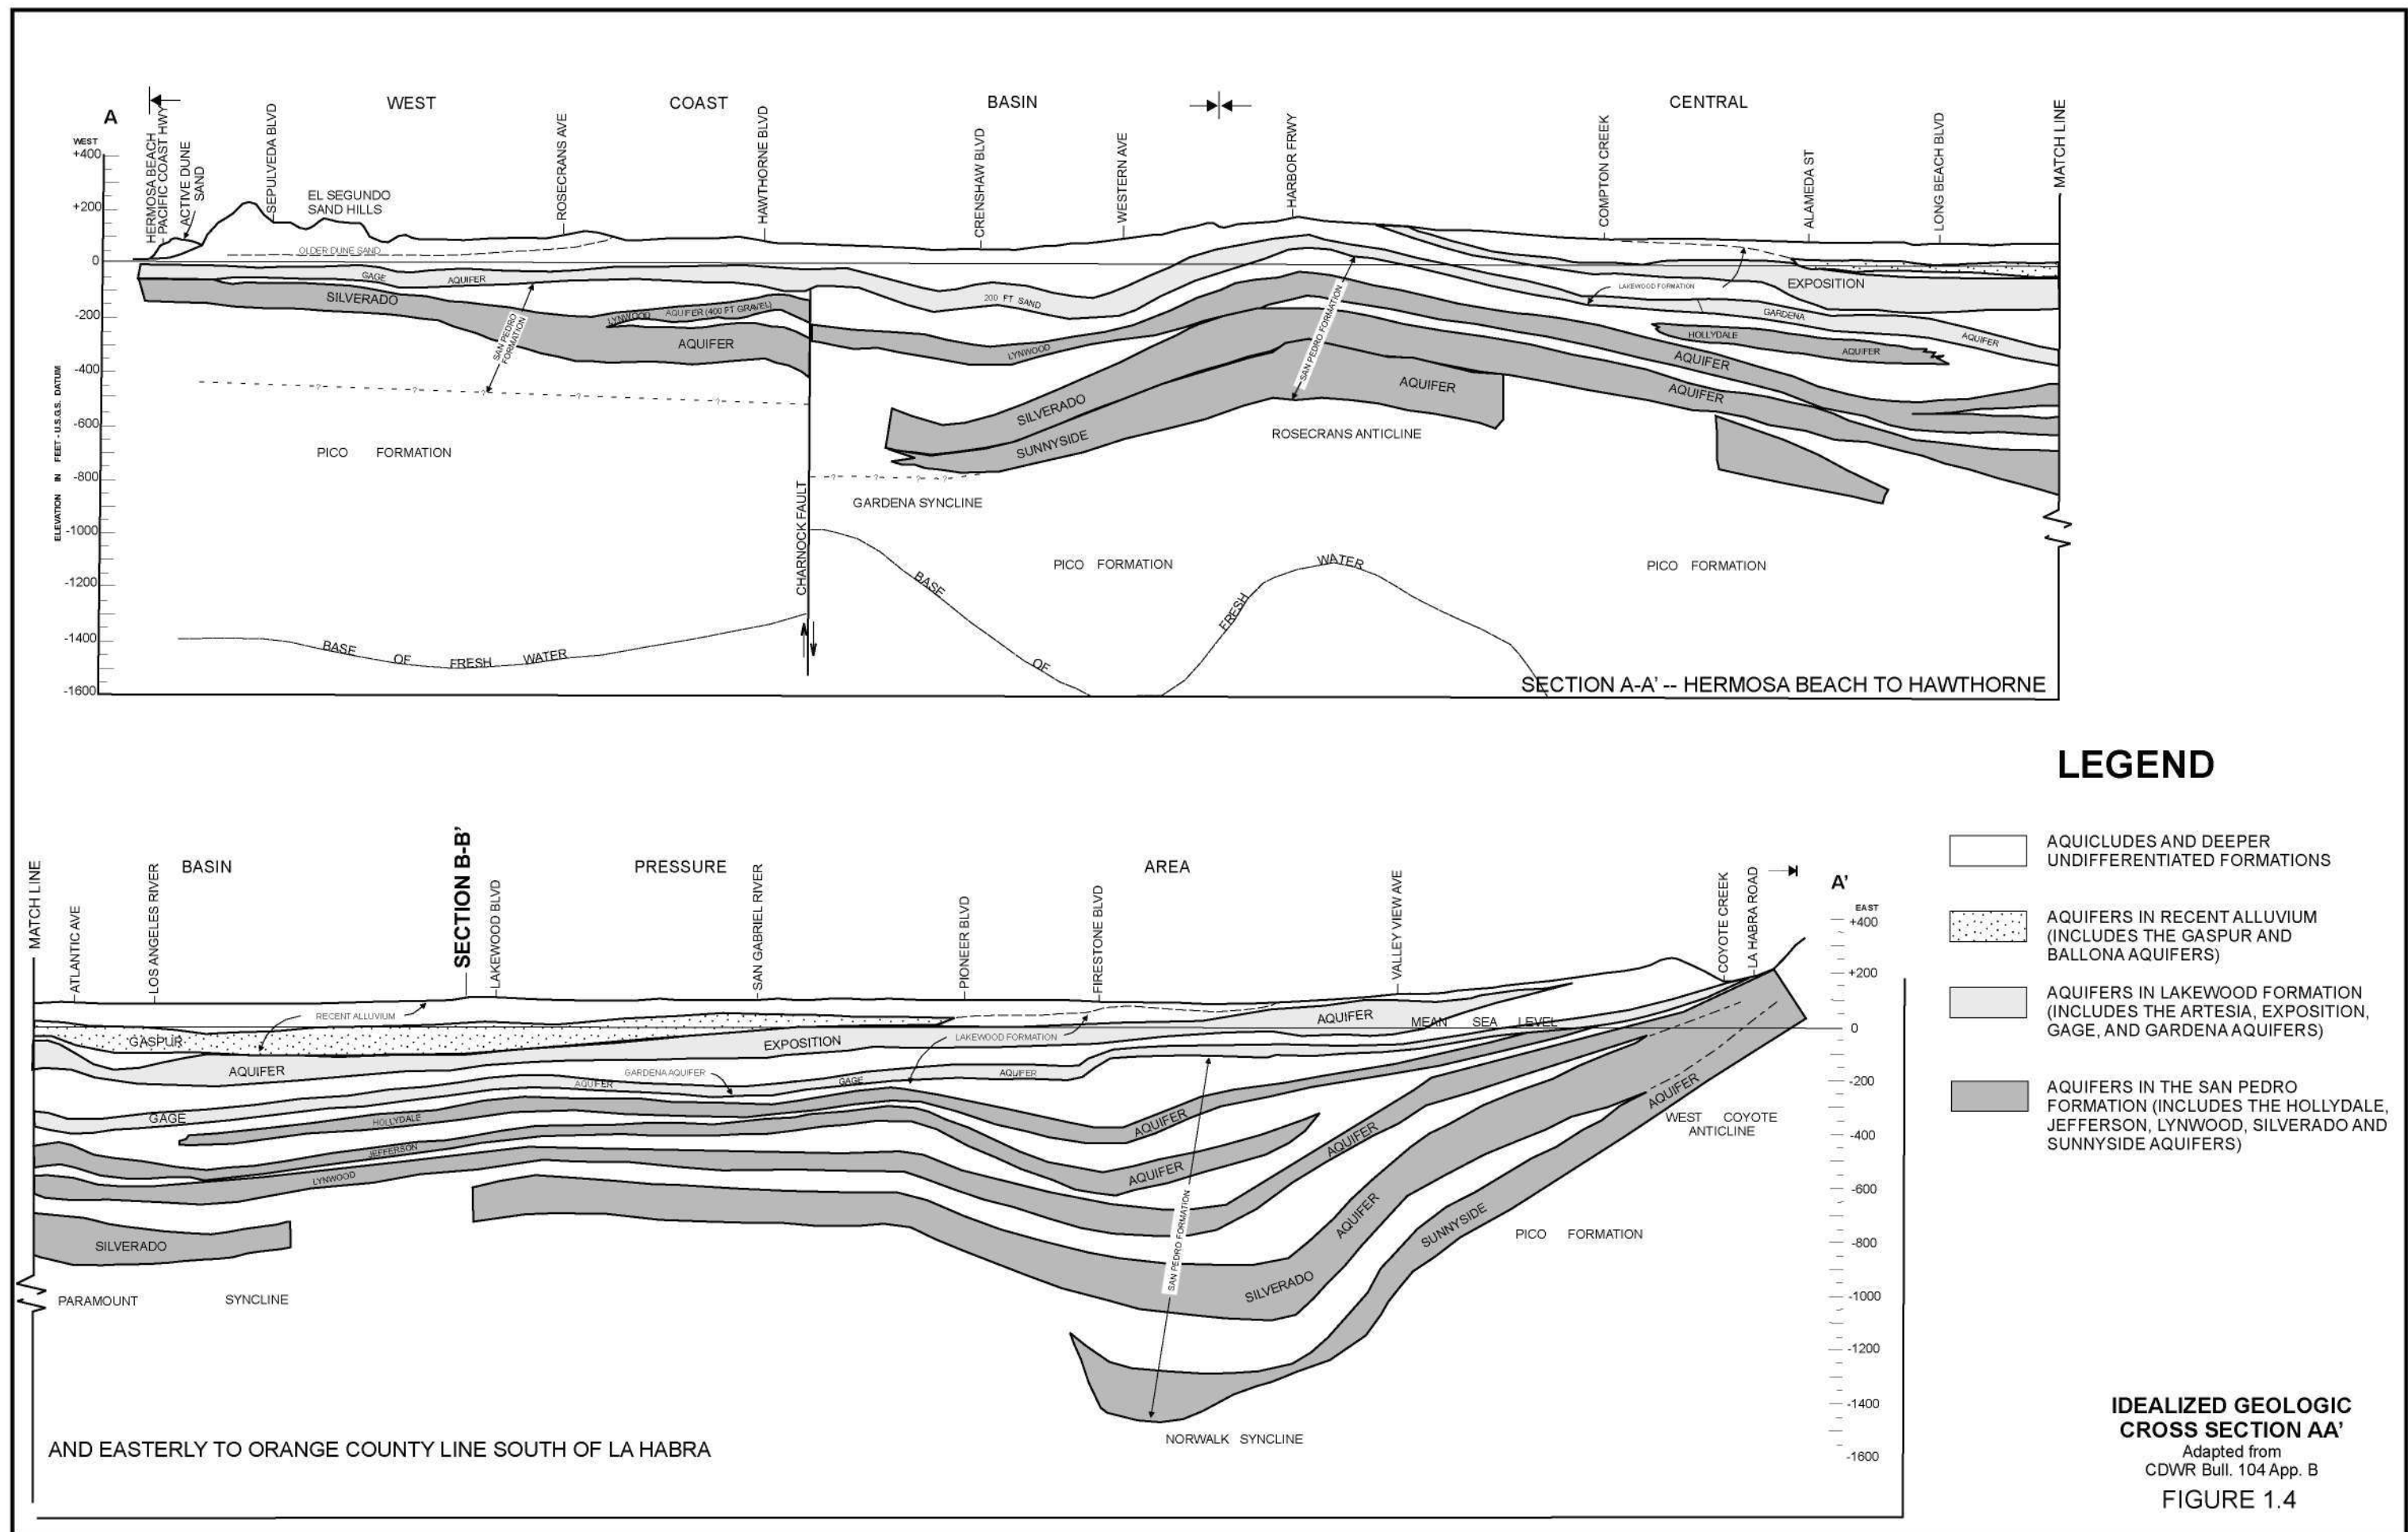 WEST COAST BASIN CENTRAL
A
WEST
HERMOSA BEACH
PACIFIC COAST HWY
ACTIVE DUNE
SAND
SEPULVEDA BLVD
EL SEGUNDO
SAND HILLS
ROSECRANS AVE
HAWTHORNE BLVD
CRENSHAW BLVD
WESTERN AVE
HARBOR FRWY
COMPTON CREEK
ALAMEDA ST
LONG BEACH BLVD
MATCH LINE
ELEVATION IN FEET - U.S.G.S. DATUM
+400
+200
0
-200
-400
-600
-800
-1000
-1200
-1400
-1600
OLDER DUNE SAND
GAGE AQUIFER
SILVERADO
SAN PEDRO
FORMATION
LYNWOOD AQUIFER (400 FT GRAVEL)
AQUIFER
200 FT SAND
LYNWOOD
SILVERADO
SUNNYSIDE
SAN PEDRO FORMATION
AQUIFER
ROSECRANS ANTICLINE
LAKEWOOD FORMATION
EXPOSITION
GARDENA
AQUIFER
HOLLYDALE
AQUIFER
AQUIFER
AQUIFER
? ? ? ? ?
PICO FORMATION
CHARNOCK FAULT
? ? ? ?
GARDENA SYNCLINE
PICO FORMATION
PICO FORMATION
BASE OF FRESH WATER
BASE OF FRESH WATER
SECTION A-A' -- HERMOSA BEACH TO HAWTHORNE
LEGEND
AQUICLUDES AND DEEPER
UNDIFFERENTIATED FORMATIONS
AQUIFERS IN RECENT ALLUVIUM
(INCLUDES THE GASPUR AND
BALLONA AQUIFERS)
AQUIFERS IN LAKEWOOD FORMATION
(INCLUDES THE ARTESIA, EXPOSITION,
GAGE, AND GARDENA AQUIFERS)
AQUIFERS IN THE SAN PEDRO
FORMATION (INCLUDES THE HOLLYDALE,
JEFFERSON, LYNWOOD, SILVERADO AND
SUNNYSIDE AQUIFERS)
BASIN PRESSURE AREA
MATCH LINE
ATLANTIC AVE
LOS ANGELES RIVER
SECTION B-B'
LAKEWOOD BLVD
SAN GABRIEL RIVER
PIONEER BLVD
FIRESTONE BLVD
VALLEY VIEW AVE
COYOTE CREEK
LA HABRA ROAD
A'
EAST
+400
+200
0
-200
-400
-600
-800
-1000
-1200
-1400
-1600
RECENT ALLUVIUM
GASPUR
AQUIFER
EXPOSITION
LAKEWOOD FORMATION
AQUIFER
MEAN SEA LEVEL
GARDENA AQUIFER
AQUIFER
GAGE
AQUIFER
GAGE
HOLLYDALE
JEFFERSON
LYNWOOD
AQUIFER
AQUIFER
AQUIFER
AQUIFER
SILVERADO
SILVERADO
AQUIFER
SUNNYSIDE
SAN PEDRO FORMATION
WEST COYOTE
ANTICLINE
PICO FORMATION
PARAMOUNT SYNCLINE
NORWALK SYNCLINE
AND EASTERLY TO ORANGE COUNTY LINE SOUTH OF LA HABRA
IDEALIZED GEOLOGIC
CROSS SECTION AA'
Adapted from
CDWR Bull. 104 App. B
FIGURE 1.4